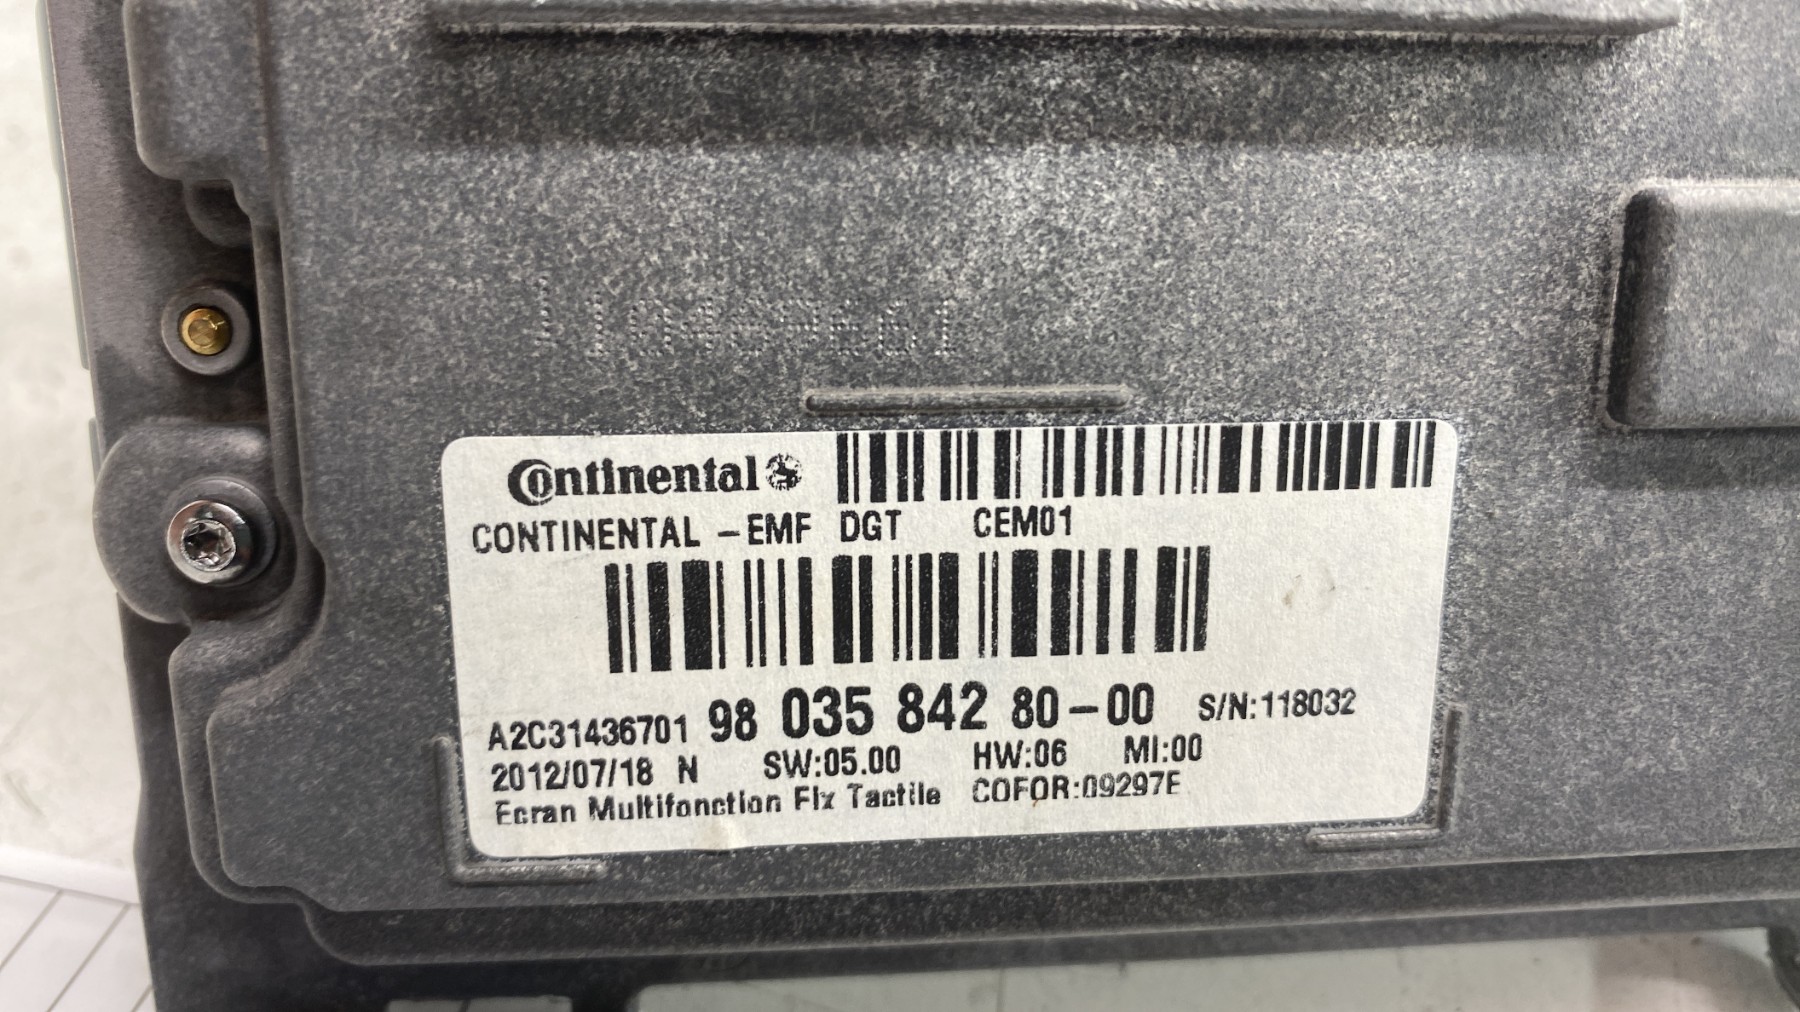 Continental
CONTINENTAL -EMF DGT CEM01
A2C31436701 98 035 842 80-00 S/N:118032
2012/07/18 N SW:05.00 HW:06 MI:00
Ecran Multifonction Flx Tactile COFOR:09297E